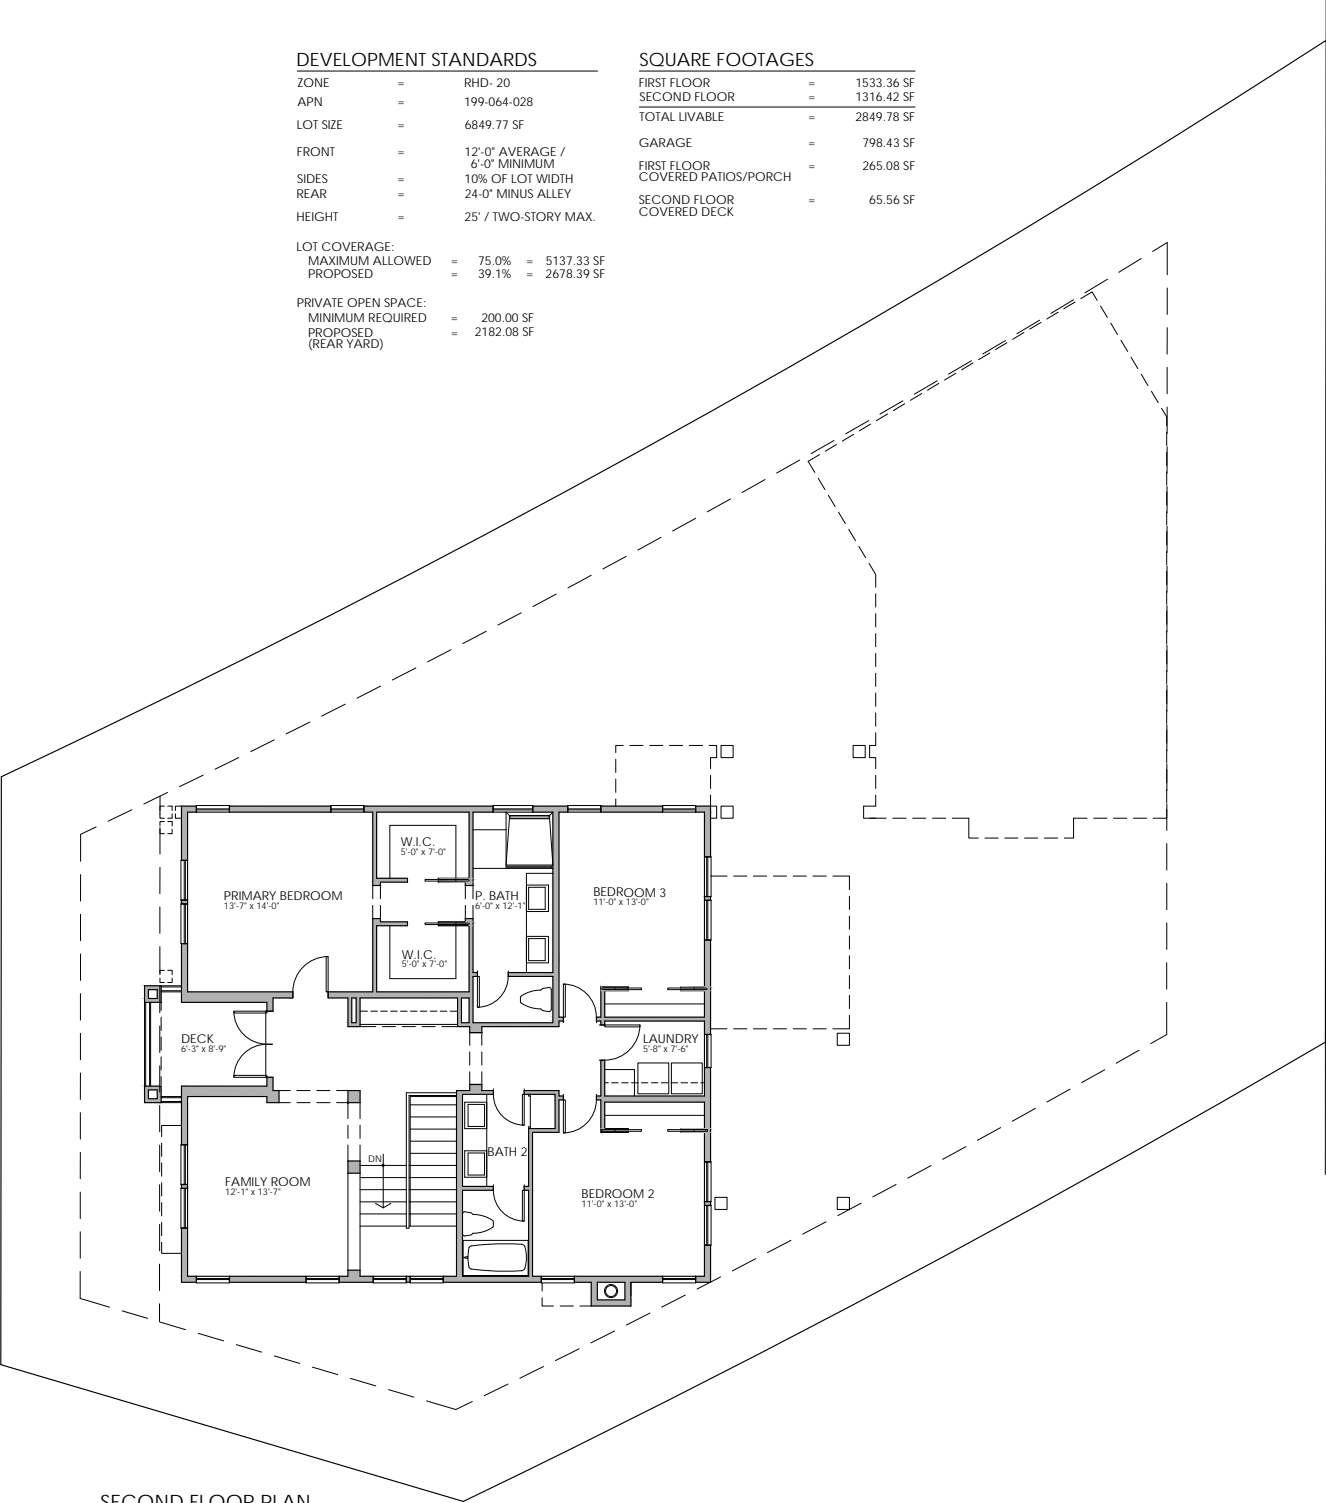 DEVELOPMENT STANDARDS
ZONE = RHD- 20
APN = 199-064-028
LOT SIZE = 6849.77 SF
FRONT = 12'-0" AVERAGE /
6'-0" MINIMUM
SIDES = 10% OF LOT WIDTH
REAR = 24-0" MINUS ALLEY
HEIGHT = 25' / TWO-STORY MAX.
LOT COVERAGE:
MAXIMUM ALLOWED = 75.0% = 5137.33 SF
PROPOSED = 39.1% = 2678.39 SF
PRIVATE OPEN SPACE:
MINIMUM REQUIRED = 200.00 SF
PROPOSED = 2182.08 SF
(REAR YARD)
SQUARE FOOTAGES
FIRST FLOOR = 1533.36 SF
SECOND FLOOR = 1316.42 SF
TOTAL LIVABLE = 2849.78 SF
GARAGE = 798.43 SF
FIRST FLOOR = 265.08 SF
COVERED PATIOS/PORCH
SECOND FLOOR = 65.56 SF
COVERED DECK
W.I.C.
5'-0" x 7'-0"
PRIMARY BEDROOM
13'-7" x 14'-0"
P. BATH
6'-0" x 12'-1"
BEDROOM 3
11'-0" x 13'-0"
W.I.C.
5'-0" x 7'-0"
DECK
6'-3" x 8'-9"
LAUNDRY
5'-8" x 7'-6"
BATH 2
DN
FAMILY ROOM
12'-1" x 13'-7"
BEDROOM 2
11'-0" x 13'-0"
SECOND FLOOR PLAN